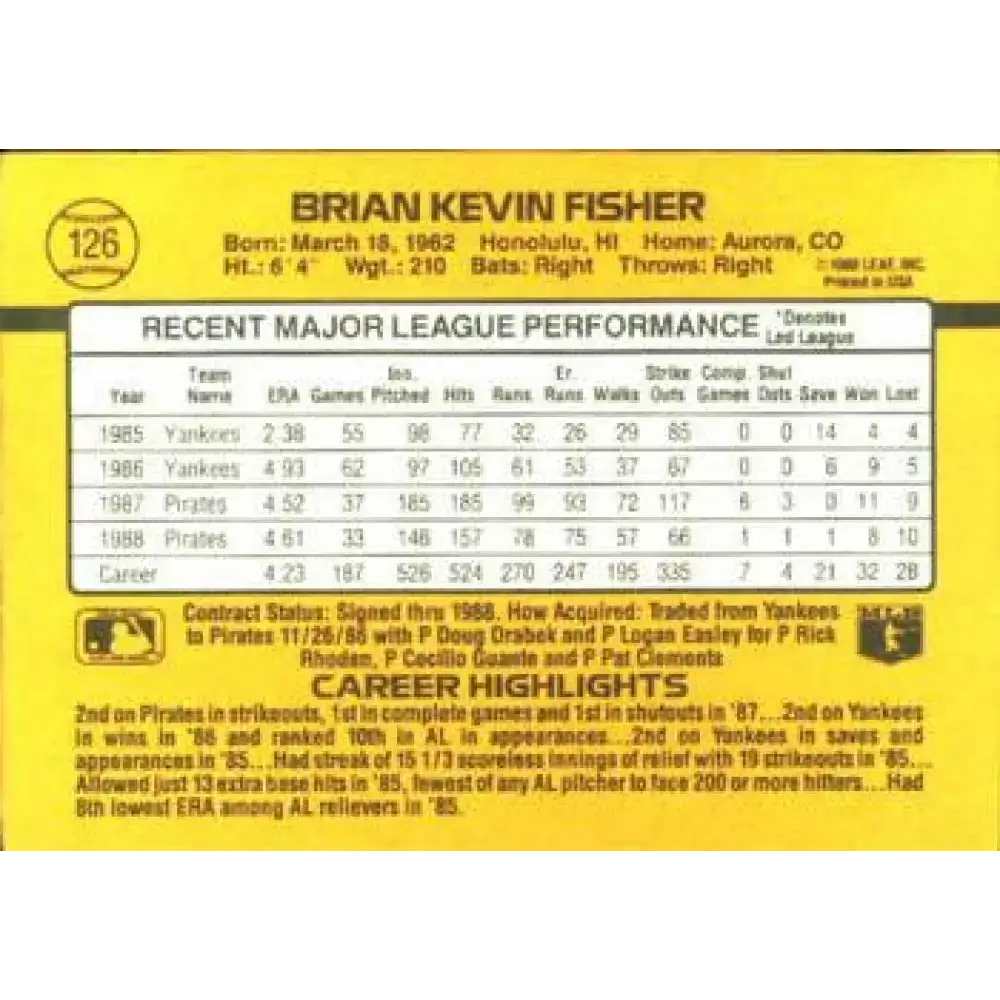 126
BRIAN KEVIN FISHER
Born: March 18, 1962 Honolulu, HI Home: Aurora, CO
Ht.: 6'4" Wgt.: 210 Bats: Right Throws: Right
LEAF, INC.
Printed in USA
RECENT MAJOR LEAGUE PERFORMANCE *Denotes Led League
Year Team Name ERA Games Inn. Pitched Hits Runs Er. Runs Walks Strike Outs Comp. Games Shut Outs Save Won Lost
1985 Yankees 2.38 55 98 77 32 26 29 85 0 0 14 4 4
1986 Yankees 4.93 62 97 105 61 53 37 67 0 0 6 9 5
1987 Pirates 4.52 37 185 185 99 93 72 117 6 3 0 11 9
1988 Pirates 4.61 33 146 157 78 75 57 66 1 1 1 8 10
Career 4.23 187 526 524 270 247 195 335 7 4 21 32 28
Contract Status: Signed thru 1988. How Acquired: Traded from Yankees
to Pirates 11/26/86 with P Doug Drabek and P Logan Easley for P Rick
Rhoden, P Cecilio Guante and P Pat Clements
CAREER HIGHLIGHTS
2nd on Pirates in strikeouts, 1st in complete games and 1st in shutouts in '87...2nd on Yankees
in wins in '86 and ranked 10th in AL in appearances...2nd on Yankees in saves and
appearances in '85...Had streak of 15 1/3 scoreless innings of relief with 19 strikeouts in '85...
Allowed just 13 extra base hits in '85, fewest of any AL pitcher to face 200 or more hitters...Had
8th lowest ERA among AL relievers in '85.